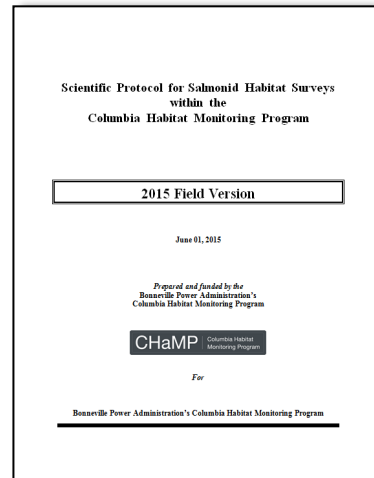 Scientific Protocol for Salmonid Habitat Surveys
within the
Columbia Habitat Monitoring Program
2015 Field Version
June 01, 2015
Prepared and funded by the
Bonneville Power Administration's
Columbia Habitat Monitoring Program
CHaMP
Columbia Habitat
Monitoring Program
For
Bonneville Power Administration's Columbia Habitat Monitoring Program